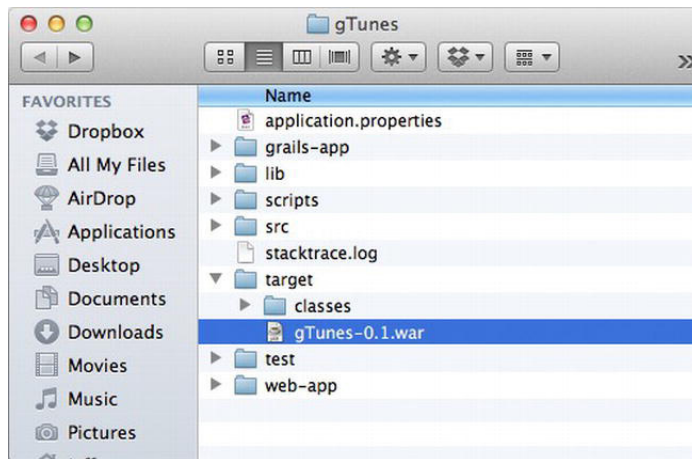 gTunes
FAVORITES
Dropbox
All My Files
AirDrop
Applications
Desktop
Documents
Downloads
Movies
Music
Pictures
Name
application.properties
grails-app
lib
scripts
src
stacktrace.log
target
classes
gTunes-0.1.war
test
web-app